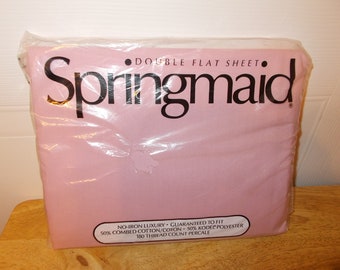 DOUBLE FLAT SHEET
Springmaid
NO-IRON LUXURY • GUARANTEED TO FIT
50% COMBED COTTON/COTON • 50% KODEL® POLYESTER
180 THREAD COUNT PERCALE